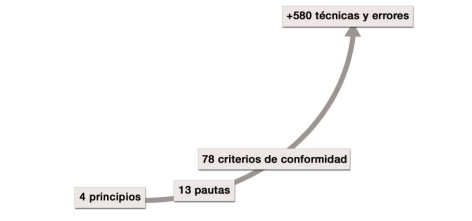 +580 técnicas y errores
78 criterios de conformidad
13 pautas
4 principios